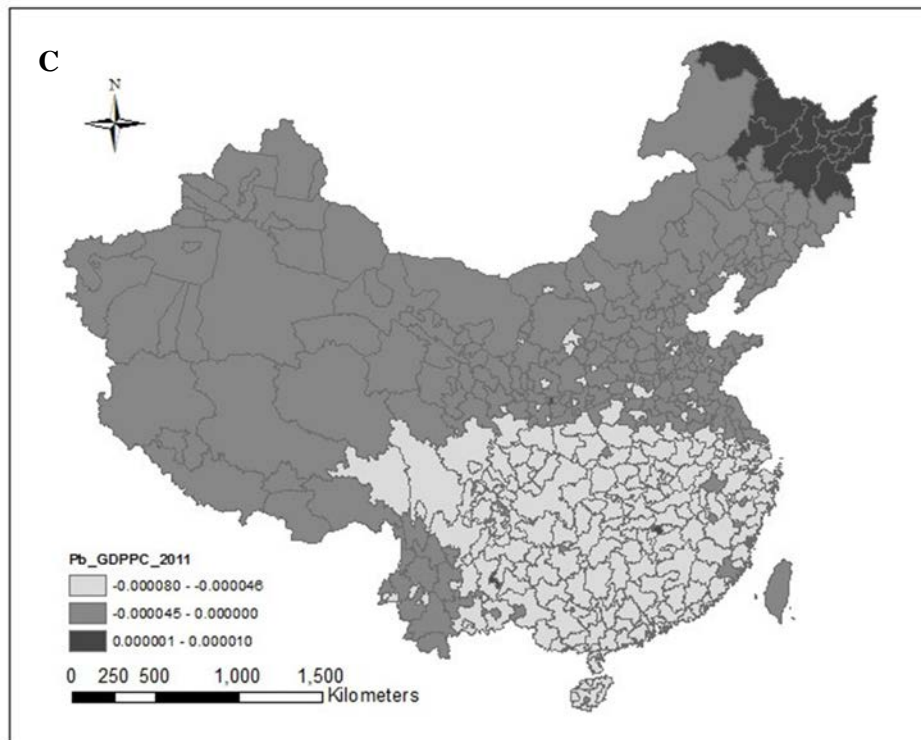 C
N
Pb_GDPPC_2011
-0.000080 - -0.000046
-0.000045 - 0.000000
0.000001 - 0.000010
0 250 500 1,000 1,500
Kilometers